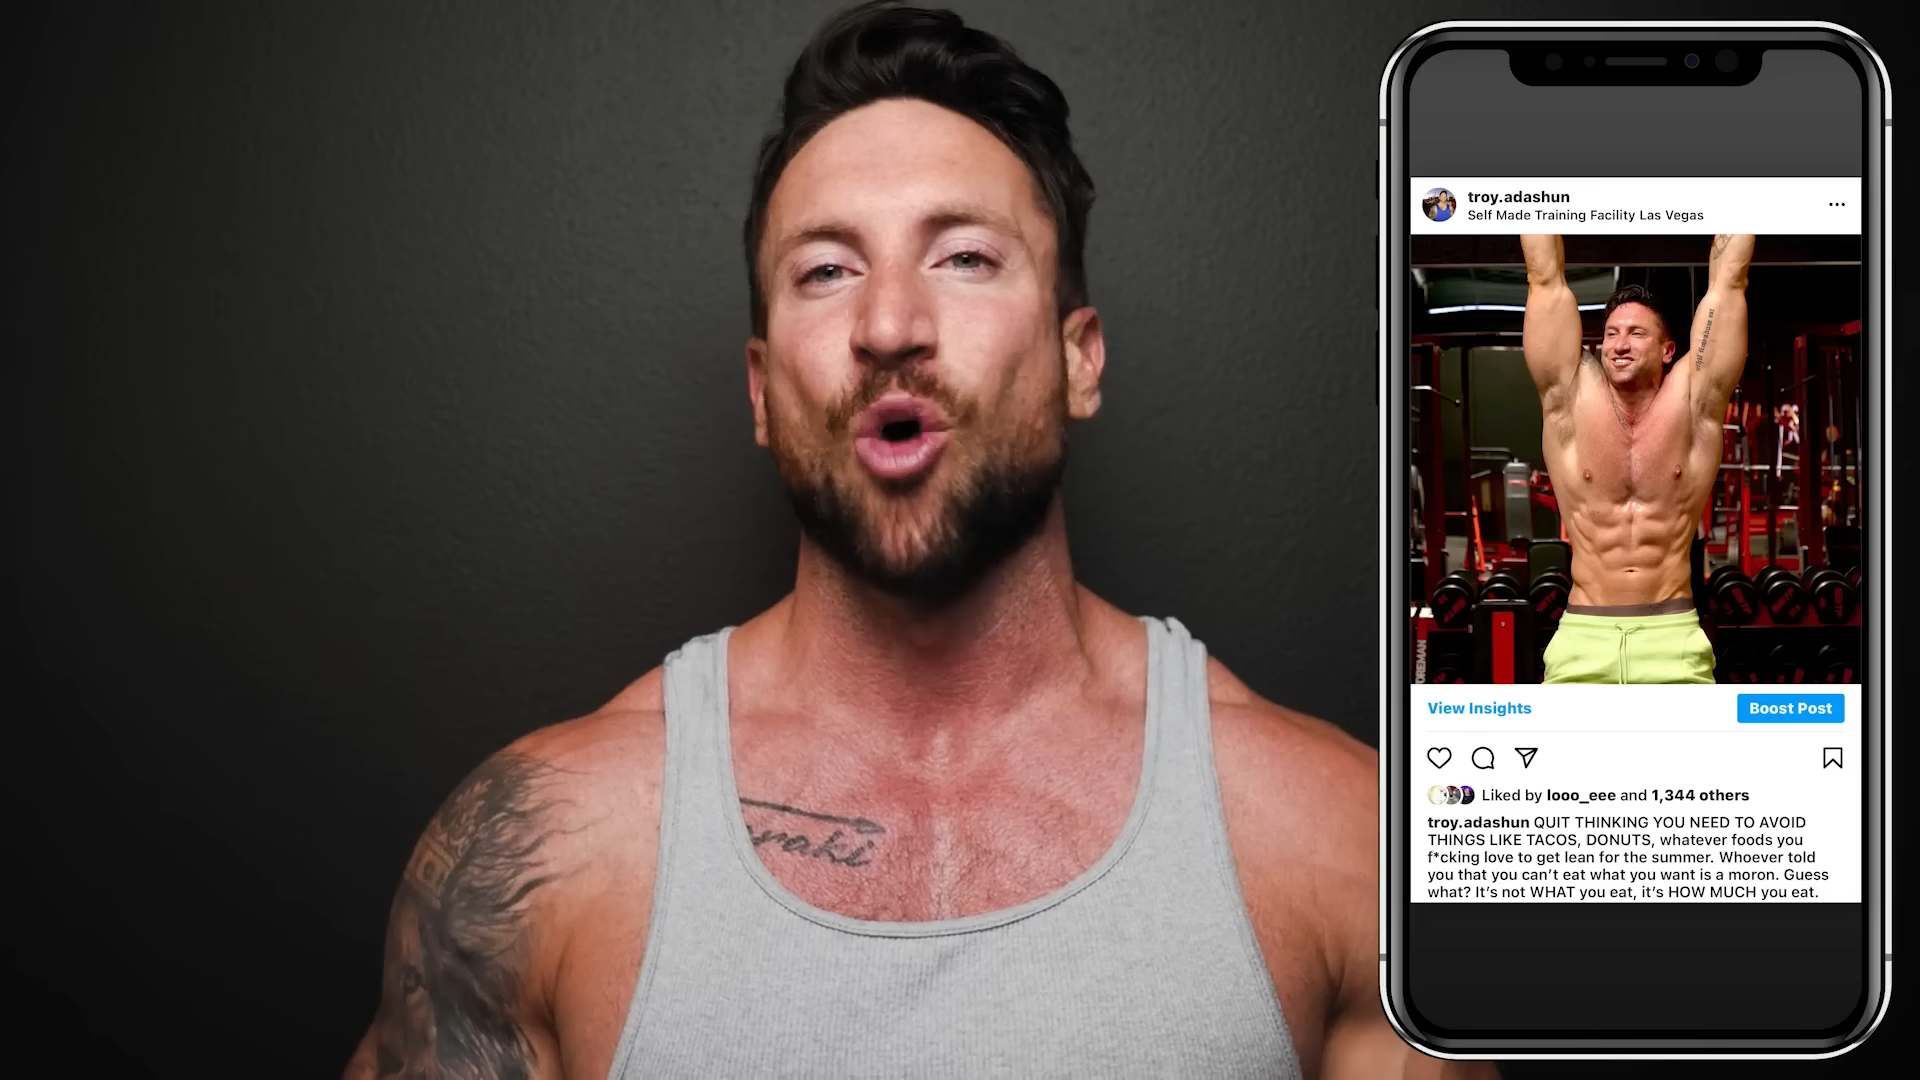 troy.adashun
Self Made Training Facility Las Vegas
View Insights
Boost Post
Liked by looo_eee and 1,344 others
troy.adashun QUIT THINKING YOU NEED TO AVOID
THINGS LIKE TACOS, DONUTS, whatever foods you
f*cking love to get lean for the summer. Whoever told
you that you can't eat what you want is a moron. Guess
what? It's not WHAT you eat, it's HOW MUCH you eat.